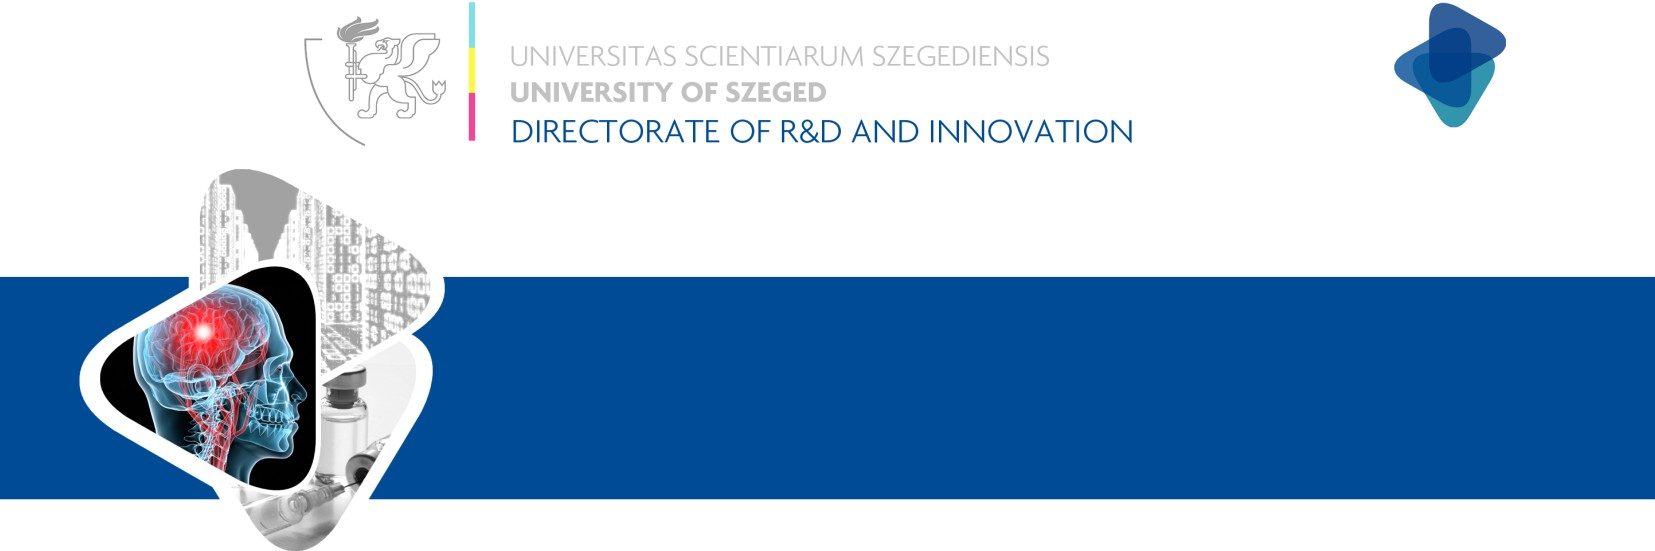 UNIVERSITAS SCIENTIARUM SZEGEDIENSIS
UNIVERSITY OF SZEGED
DIRECTORATE OF R&D AND INNOVATION